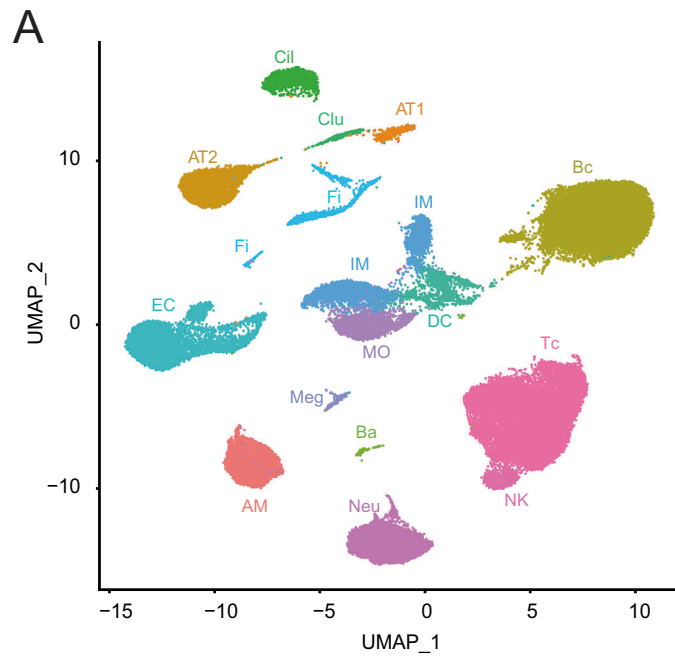 A
Cil
Clu
AT1
AT2
Bc
Fi
IM
Fi
IM
EC
DC
MO
Tc
Meg
Ba
AM
Neu
NK
10
0
−10
UMAP_2
−15
−10
−5
0
5
10
UMAP_1